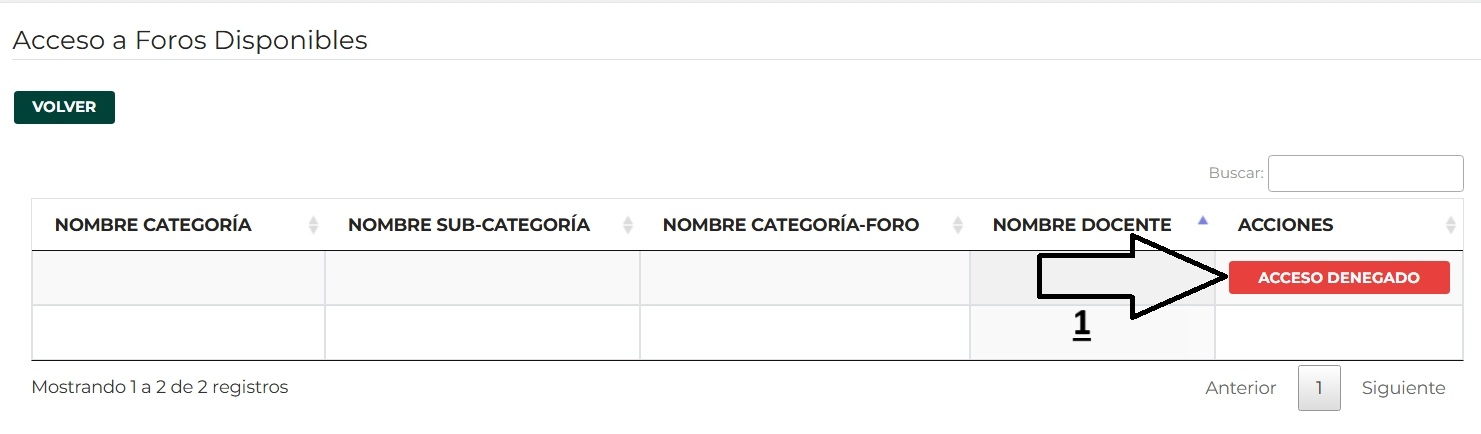 Acceso a Foros Disponibles
VOLVER
Buscar:
NOMBRE CATEGORÍA NOMBRE SUB-CATEGORÍA NOMBRE CATEGORÍA-FORO NOMBRE DOCENTE ACCIONES
ACCESO DENEGADO
1
Mostrando 1 a 2 de 2 registros Anterior 1 Siguiente